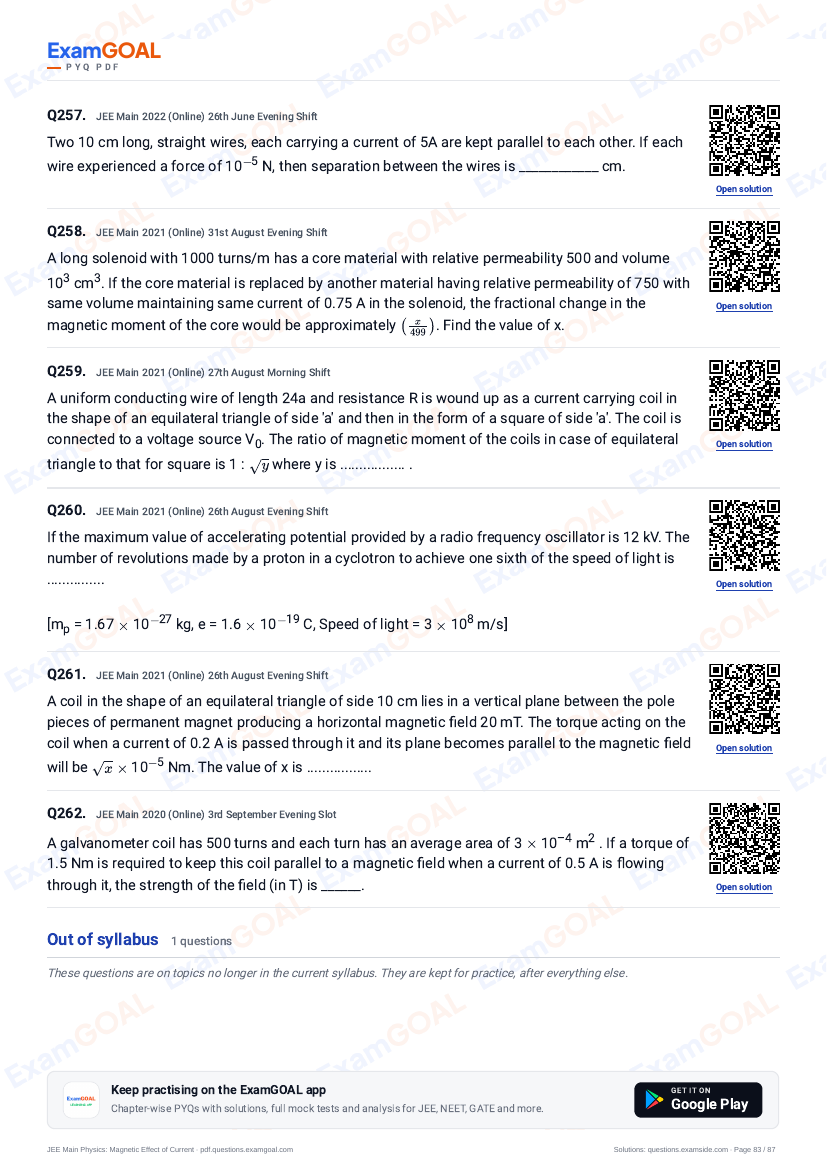 ExamGOAL
PYQ PDF
Q257. JEE Main 2022 (Online) 26th June Evening Shift
Two 10 cm long, straight wires, each carrying a current of 5A are kept parallel to each other. If each
wire experienced a force of 10⁻⁵ N, then separation between the wires is ____________ cm.
Open solution
Q258. JEE Main 2021 (Online) 31st August Evening Shift
A long solenoid with 1000 turns/m has a core material with relative permeability 500 and volume
10³ cm³. If the core material is replaced by another material having relative permeability of 750 with
same volume maintaining same current of 0.75 A in the solenoid, the fractional change in the
magnetic moment of the core would be approximately (x/499). Find the value of x.
Open solution
Q259. JEE Main 2021 (Online) 27th August Morning Shift
A uniform conducting wire of length 24a and resistance R is wound up as a current carrying coil in
the shape of an equilateral triangle of side 'a' and then in the form of a square of side 'a'. The coil is
connected to a voltage source V₀. The ratio of magnetic moment of the coils in case of equilateral
triangle to that for square is 1 : √y where y is ................. .
Open solution
Q260. JEE Main 2021 (Online) 26th August Evening Shift
If the maximum value of accelerating potential provided by a radio frequency oscillator is 12 kV. The
number of revolutions made by a proton in a cyclotron to achieve one sixth of the speed of light is
...............
[mₚ = 1.67 × 10⁻²⁷ kg, e = 1.6 × 10⁻¹⁹ C, Speed of light = 3 × 10⁸ m/s]
Open solution
Q261. JEE Main 2021 (Online) 26th August Evening Shift
A coil in the shape of an equilateral triangle of side 10 cm lies in a vertical plane between the pole
pieces of permanent magnet producing a horizontal magnetic field 20 mT. The torque acting on the
coil when a current of 0.2 A is passed through it and its plane becomes parallel to the magnetic field
will be √x × 10⁻⁵ Nm. The value of x is .................
Open solution
Q262. JEE Main 2020 (Online) 3rd September Evening Slot
A galvanometer coil has 500 turns and each turn has an average area of 3 × 10⁻⁴ m² . If a torque of
1.5 Nm is required to keep this coil parallel to a magnetic field when a current of 0.5 A is flowing
through it, the strength of the field (in T) is ______.
Open solution
Out of syllabus 1 questions
These questions are on topics no longer in the current syllabus. They are kept for practice, after everything else.
ExamGOAL
Keep practising on the ExamGOAL app
Chapter-wise PYQs with solutions, full mock tests and analysis for JEE, NEET, GATE and more.
GET IT ON
Google Play
JEE Main Physics: Magnetic Effect of Current · pdf.questions.examgoal.com
Solutions: questions.examside.com · Page 83 / 87